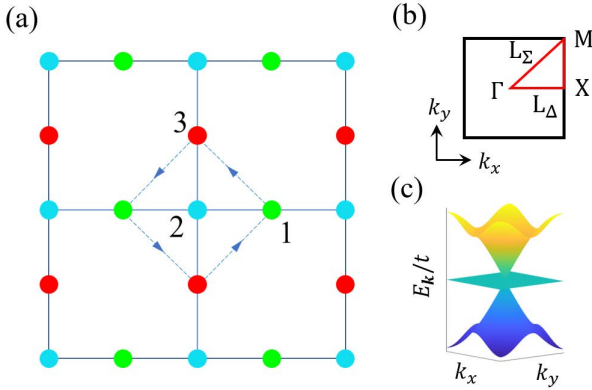 (a)
3
2
1
(b)
M
L_Σ
Γ
X
L_Δ
k_y
k_x
(c)
E_𝐤/t
k_x
k_y